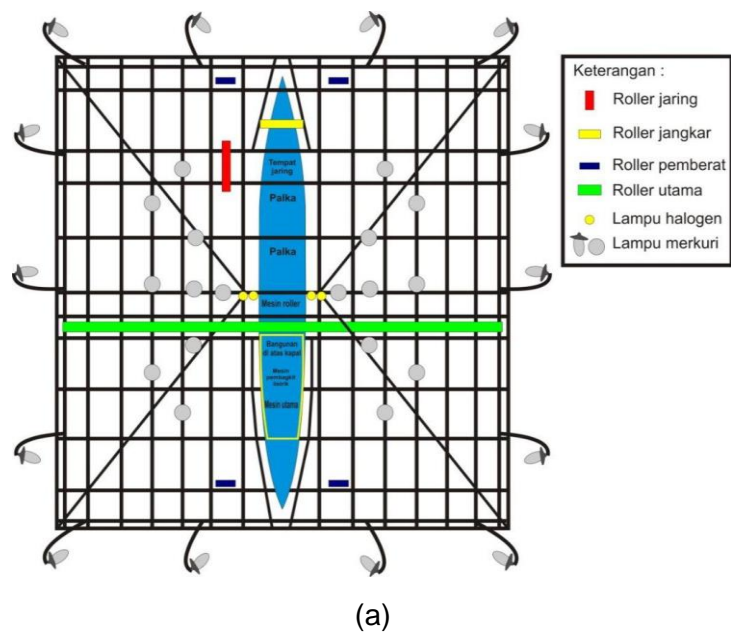 Keterangan :
Roller jaring
Roller jangkar
Roller pemberat
Roller utama
Lampu halogen
Lampu merkuri
Tempat
jaring
Palka
Palka
Mesin roller
Bangunan
di atas kapal
Mesin
pembangkit
listrik
Mesin utama
(a)